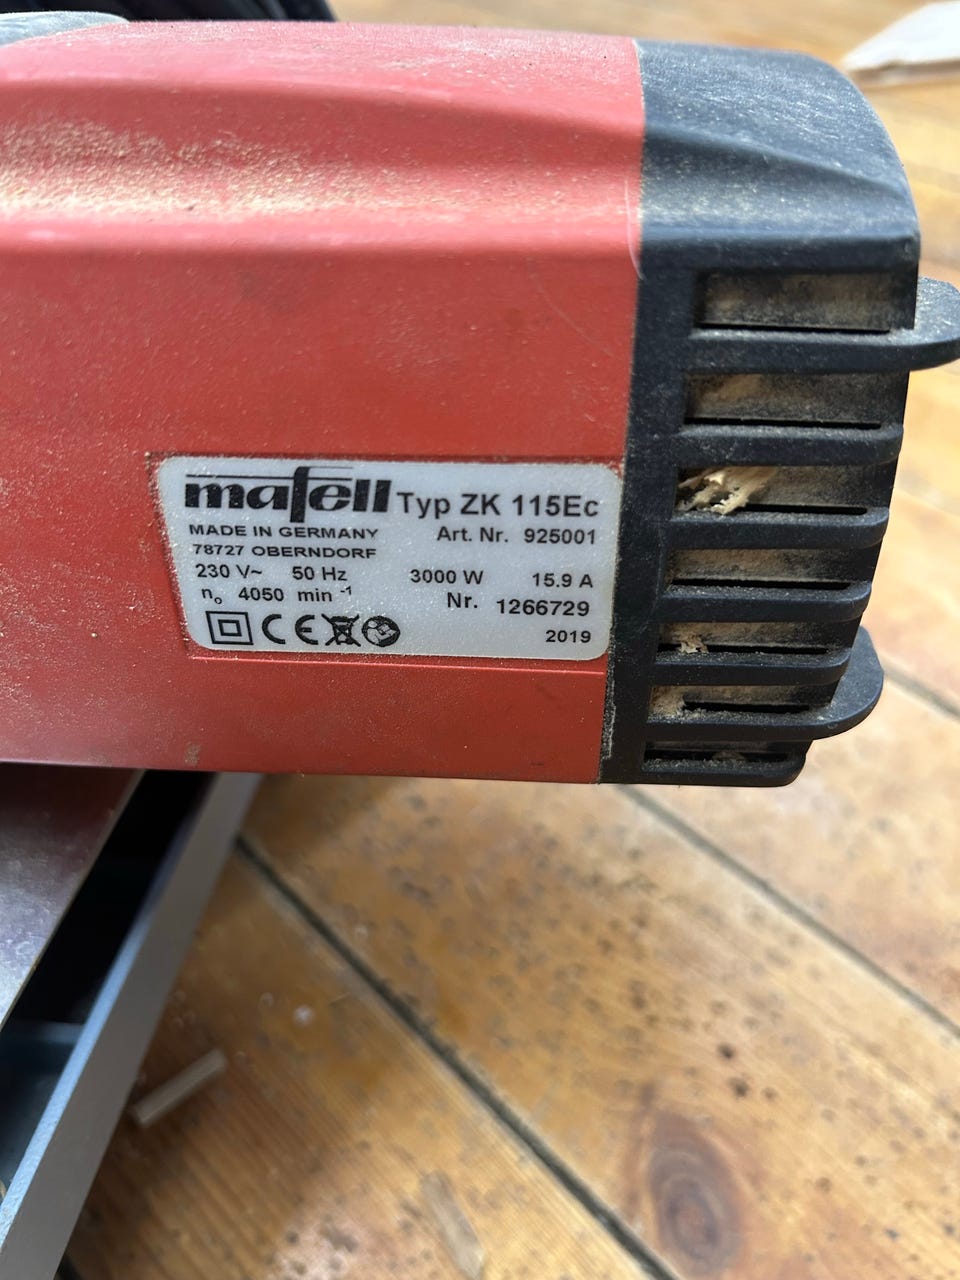 mafell Typ ZK 115Ec
MADE IN GERMANY Art. Nr. 925001
78727 OBERNDORF
230 V~ 50 Hz 3000 W 15.9 A
n₀ 4050 min⁻¹ Nr. 1266729
CE 2019